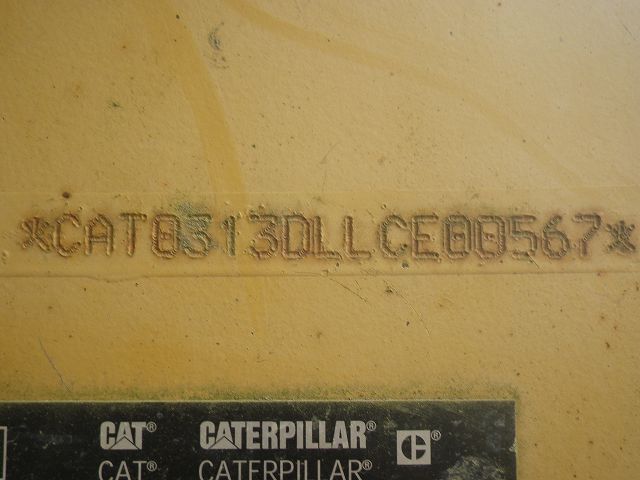 *CAT0313DLLCE00567*
CAT® CATERPILLAR® C®
CAT® CATERPILLAR®